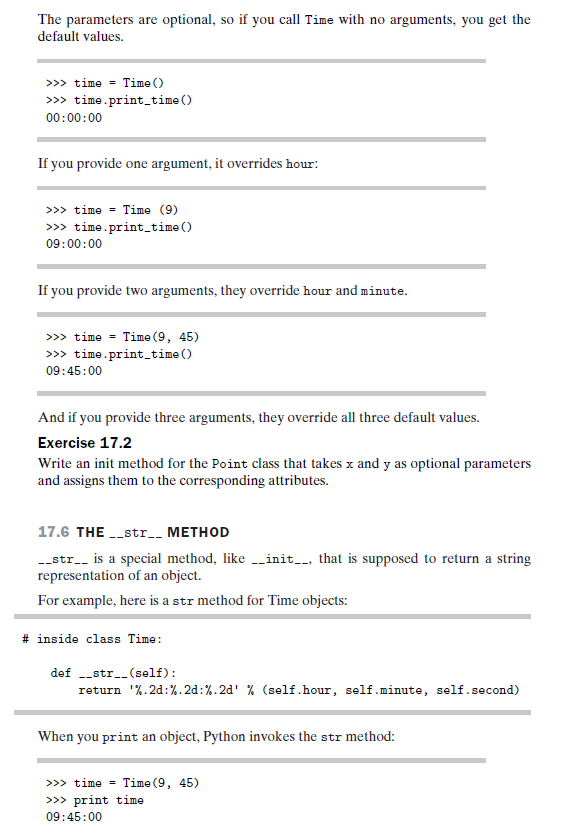 The parameters are optional, so if you call Time with no arguments, you get the
default values.
>>> time = Time()
>>> time.print_time()
00:00:00
If you provide one argument, it overrides hour:
>>> time = Time (9)
>>> time.print_time()
09:00:00
If you provide two arguments, they override hour and minute.
>>> time = Time(9, 45)
>>> time.print_time()
09:45:00
And if you provide three arguments, they override all three default values.
Exercise 17.2
Write an init method for the Point class that takes x and y as optional parameters
and assigns them to the corresponding attributes.
17.6 THE __str__ METHOD
__str__ is a special method, like __init__, that is supposed to return a string
representation of an object.
For example, here is a str method for Time objects:
# inside class Time:
def __str__(self):
return '%.2d:%.2d:%.2d' % (self.hour, self.minute, self.second)
When you print an object, Python invokes the str method:
>>> time = Time(9, 45)
>>> print time
09:45:00